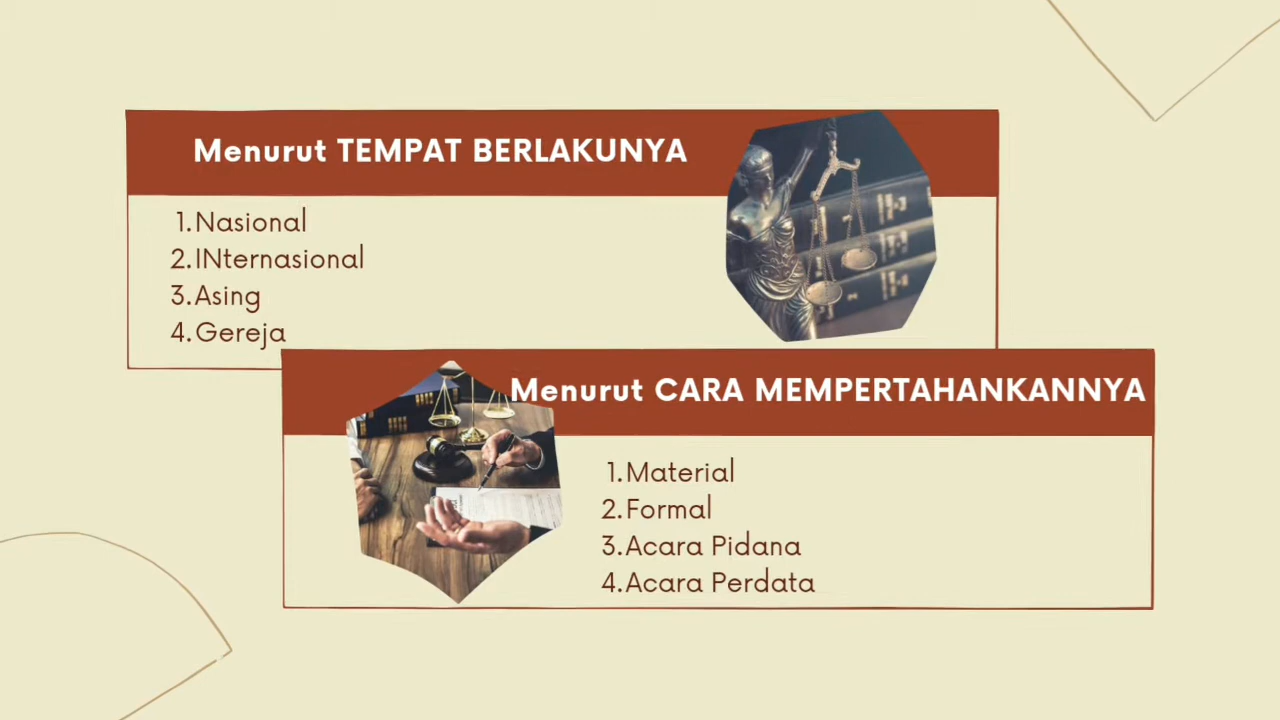 Menurut TEMPAT BERLAKUNYA
1.Nasional
2.INternasional
3.Asing
4.Gereja
Menurut CARA MEMPERTAHANKANNYA
1.Material
2.Formal
3.Acara Pidana
4.Acara Perdata